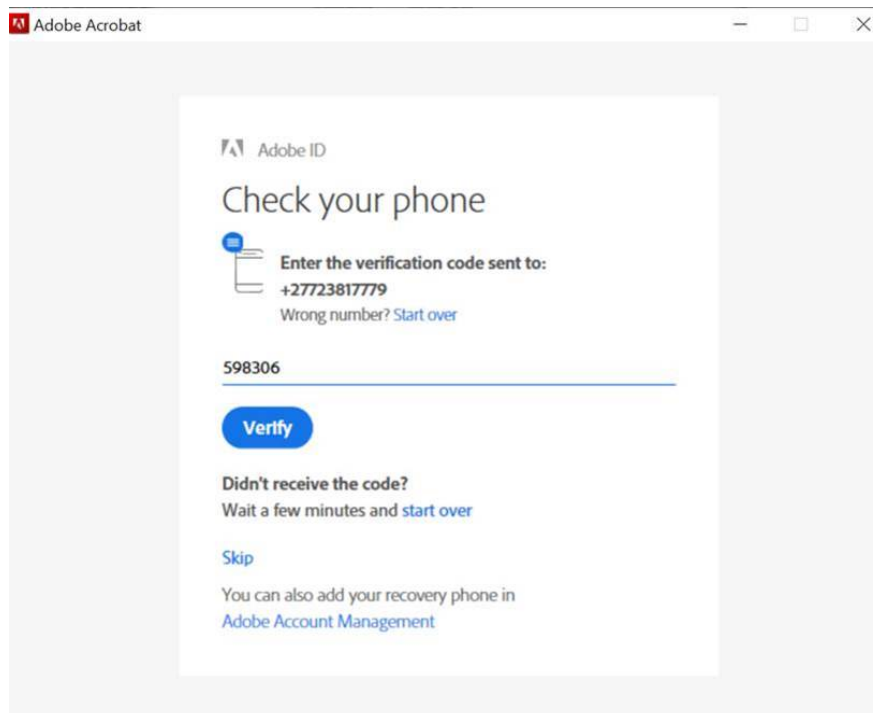 Adobe Acrobat
Adobe ID
Check your phone
Enter the verification code sent to:
+27723817779
Wrong number? Start over
598306
Verify
Didn't receive the code?
Wait a few minutes and start over
Skip
You can also add your recovery phone in
Adobe Account Management